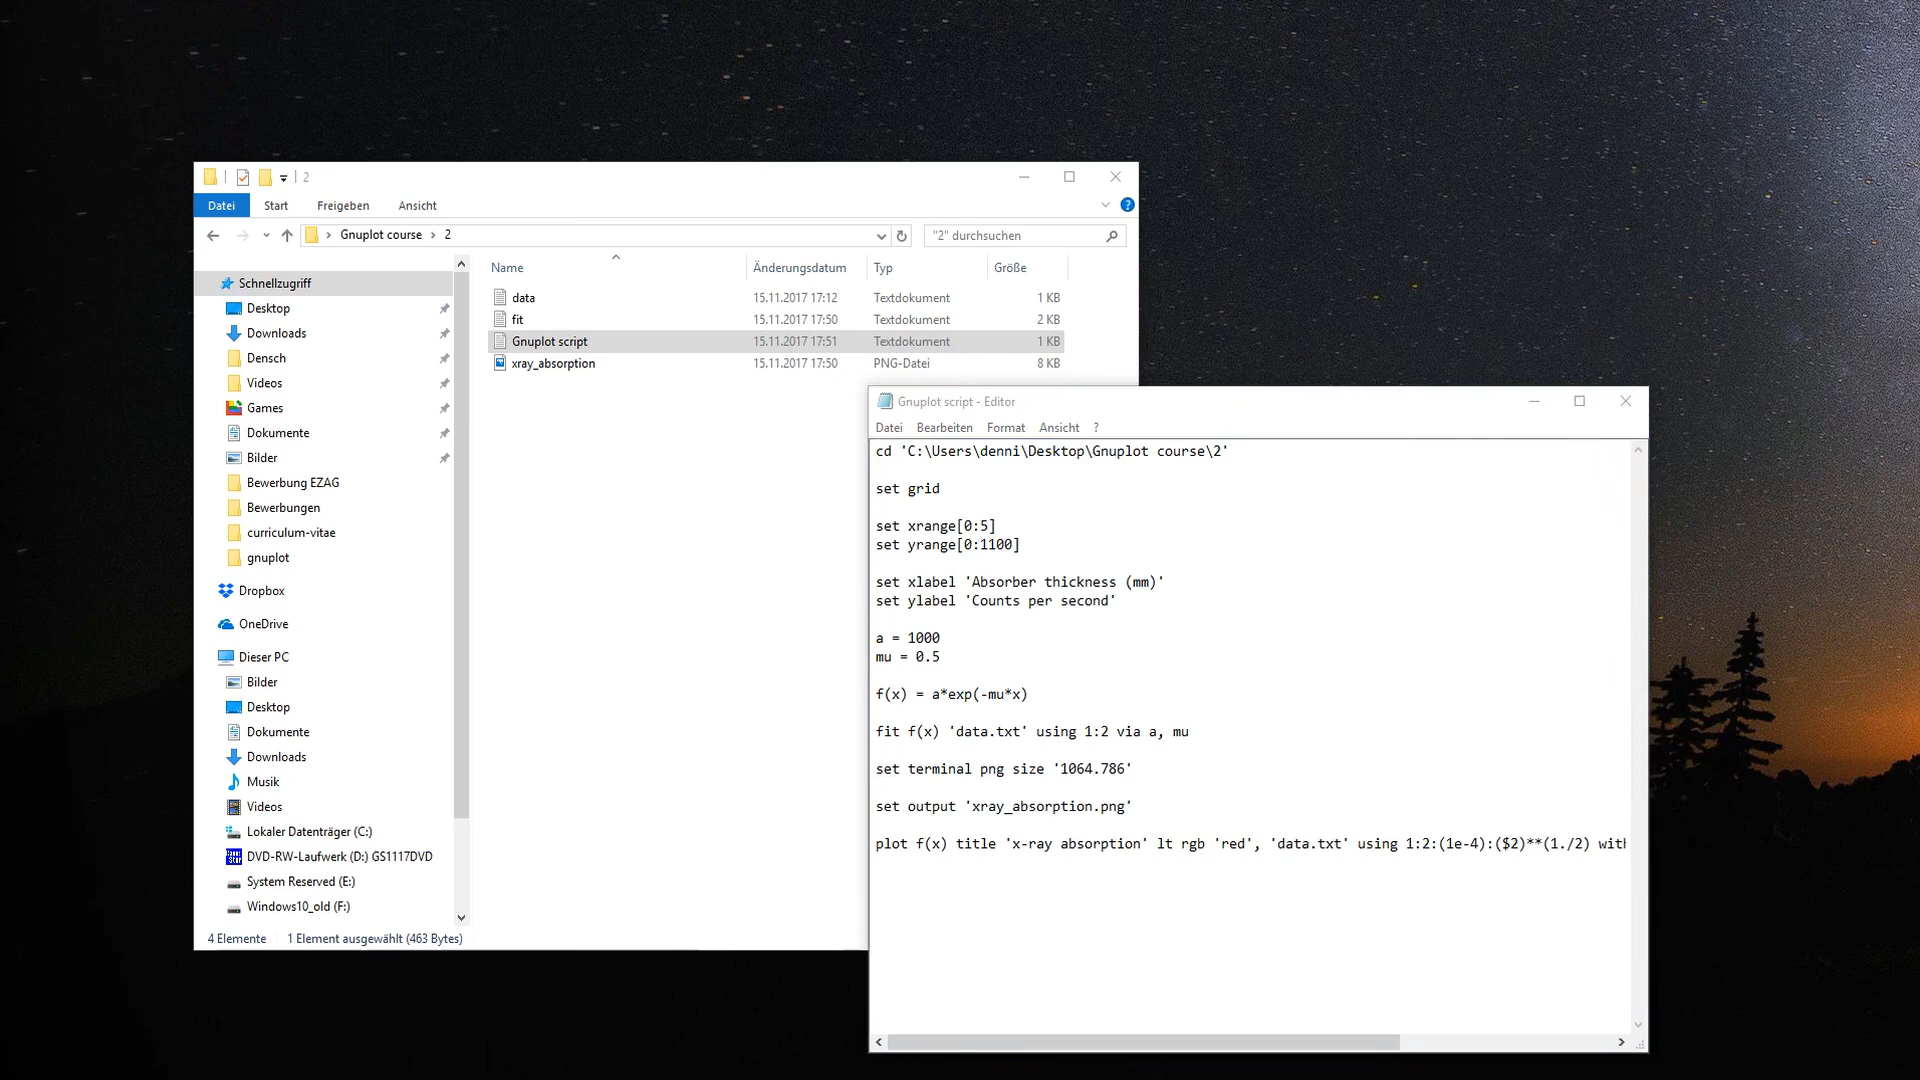 2
Datei Start Freigeben Ansicht
Gnuplot course 2
"2" durchsuchen
Name Änderungsdatum Typ Größe
data 15.11.2017 17:12 Textdokument 1 KB
fit 15.11.2017 17:50 Textdokument 2 KB
Gnuplot script 15.11.2017 17:51 Textdokument 1 KB
xray_absorption 15.11.2017 17:50 PNG-Datei 8 KB
Schnellzugriff
Desktop
Downloads
Densch
Videos
Games
Dokumente
Bilder
Bewerbung EZAG
Bewerbungen
curriculum-vitae
gnuplot
Dropbox
OneDrive
Dieser PC
Bilder
Desktop
Dokumente
Downloads
Musik
Videos
Lokaler Datenträger (C:)
DVD-RW-Laufwerk (D:) GS1117DVD
System Reserved (E:)
Windows10_old (F:)
4 Elemente 1 Element ausgewählt (463 Bytes)
Gnuplot script - Editor
Datei Bearbeiten Format Ansicht ?
cd 'C:\Users\denni\Desktop\Gnuplot course\2'
set grid
set xrange[0:5]
set yrange[0:1100]
set xlabel 'Absorber thickness (mm)'
set ylabel 'Counts per second'
a = 1000
mu = 0.5
f(x) = a*exp(-mu*x)
fit f(x) 'data.txt' using 1:2 via a, mu
set terminal png size '1064.786'
set output 'xray_absorption.png'
plot f(x) title 'x-ray absorption' lt rgb 'red', 'data.txt' using 1:2:(1e-4):($2)**(1./2) with